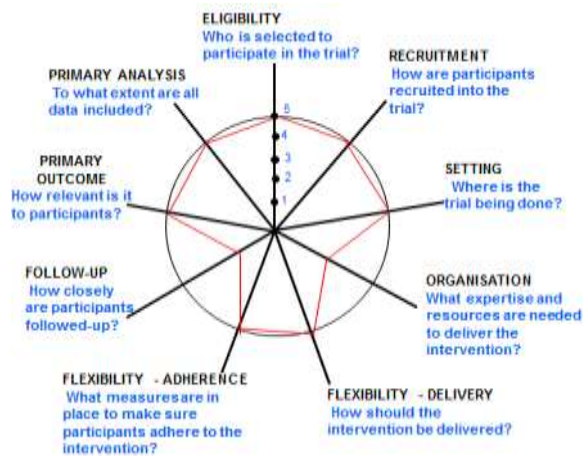 ELIGIBILITY
Who is selected to
participate in the trial?
RECRUITMENT
How are participants
recruited into the
trial?
SETTING
Where is the
trial being done?
ORGANISATION
What expertise and
resources are needed
to deliver the
intervention?
FLEXIBILITY - DELIVERY
How should the
intervention be delivered?
FLEXIBILITY - ADHERENCE
What measures are in
place to make sure
participants adhere to the
intervention?
FOLLOW-UP
How closely
are participants
followed-up?
PRIMARY
OUTCOME
How relevant is it
to participants?
PRIMARY ANALYSIS
To what extent are all
data included?
5
4
3
2
1